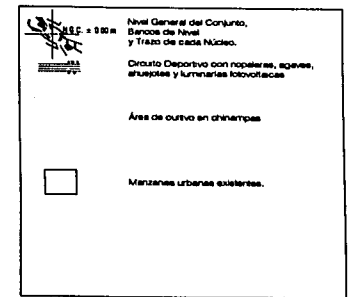 N.G.C. ± 0.00 m
Nivel General del Conjunto,
Bancos de Nivel
y Trazo de cada Núcleo.
Circuito Deportivo con nopaleras, agaves,
ahuejotes y luminarias fotovoltaicas
Área de cultivo en chinampas
Manzanas urbanas existentes.